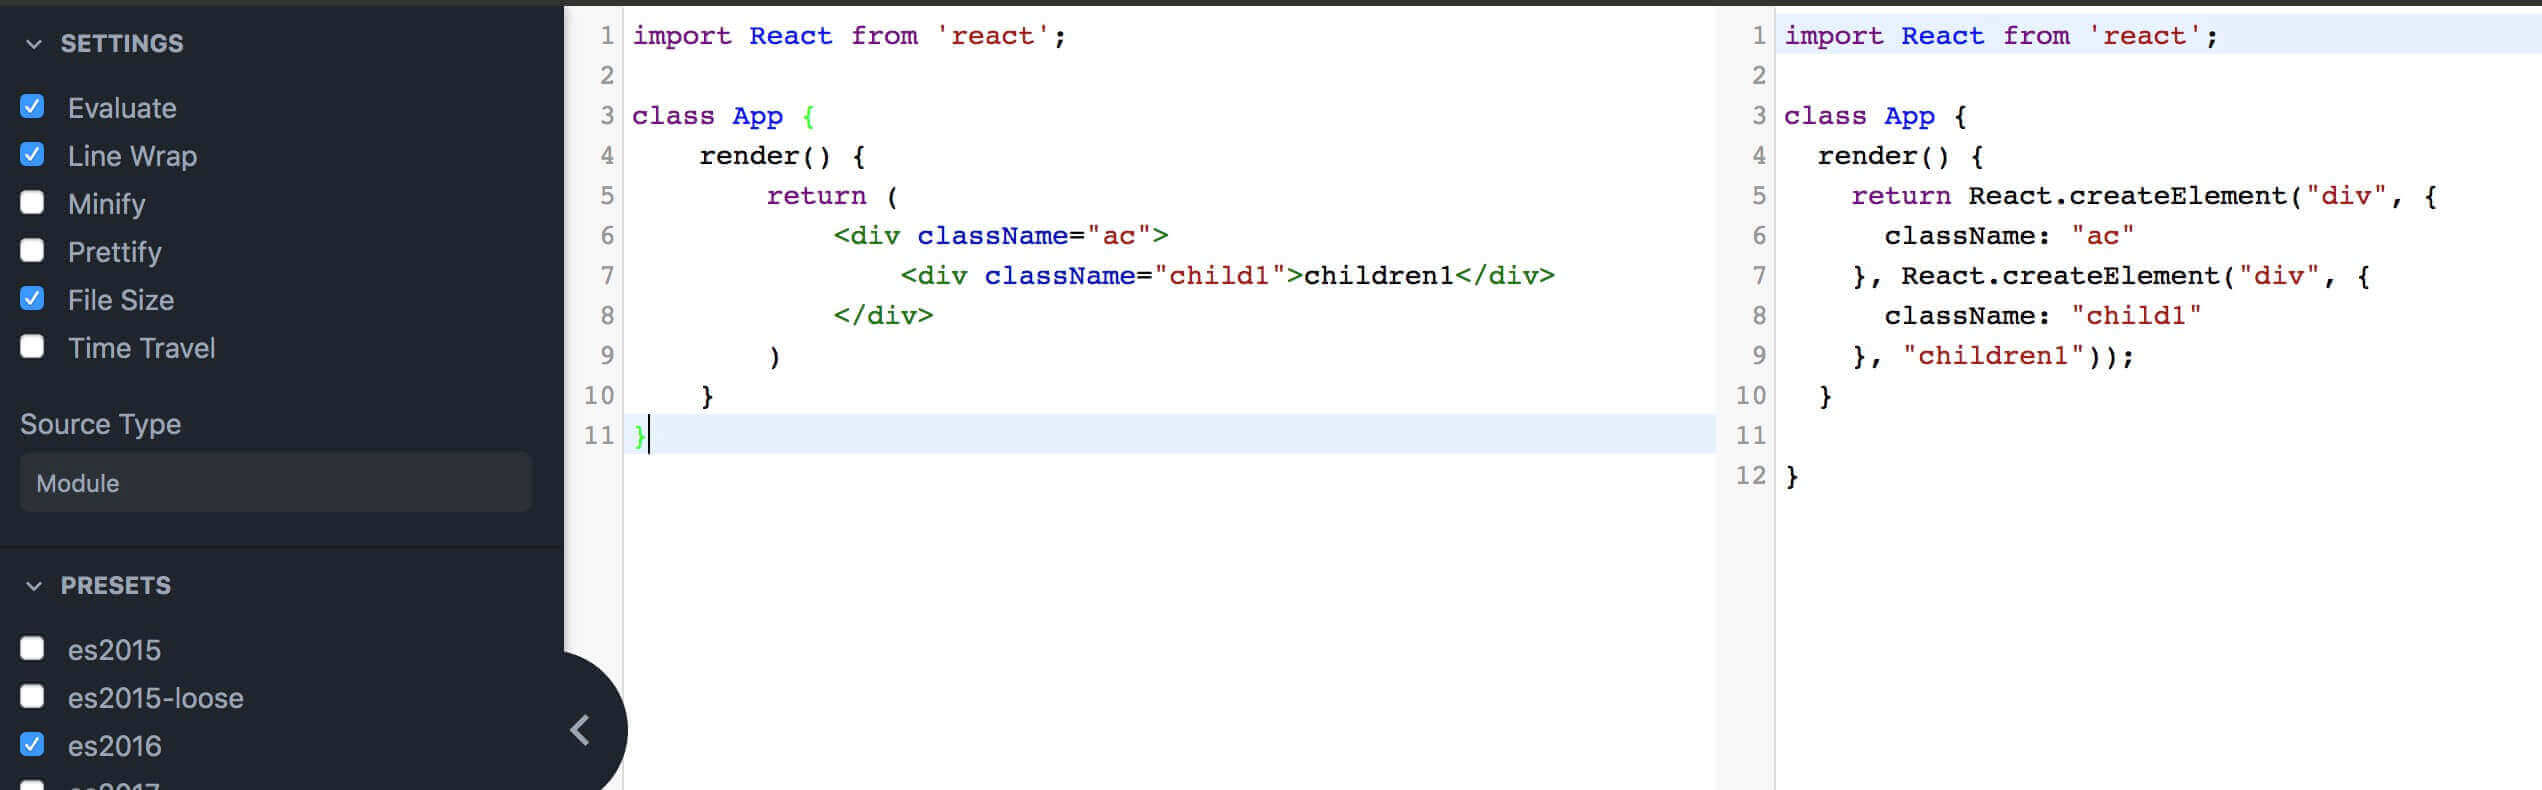 SETTINGS
Evaluate
Line Wrap
Minify
Prettify
File Size
Time Travel
Source Type
Module
PRESETS
es2015
es2015-loose
es2016
1 import React from 'react';
2
3 class App {
4     render() {
5         return (
6             <div className="ac">
7                 <div className="child1">children1</div>
8             </div>
9         )
10     }
11 }
1 import React from 'react';
2
3 class App {
4   render() {
5     return React.createElement("div", {
6       className: "ac"
7     }, React.createElement("div", {
8       className: "child1"
9     }, "children1"));
10   }
11
12 }